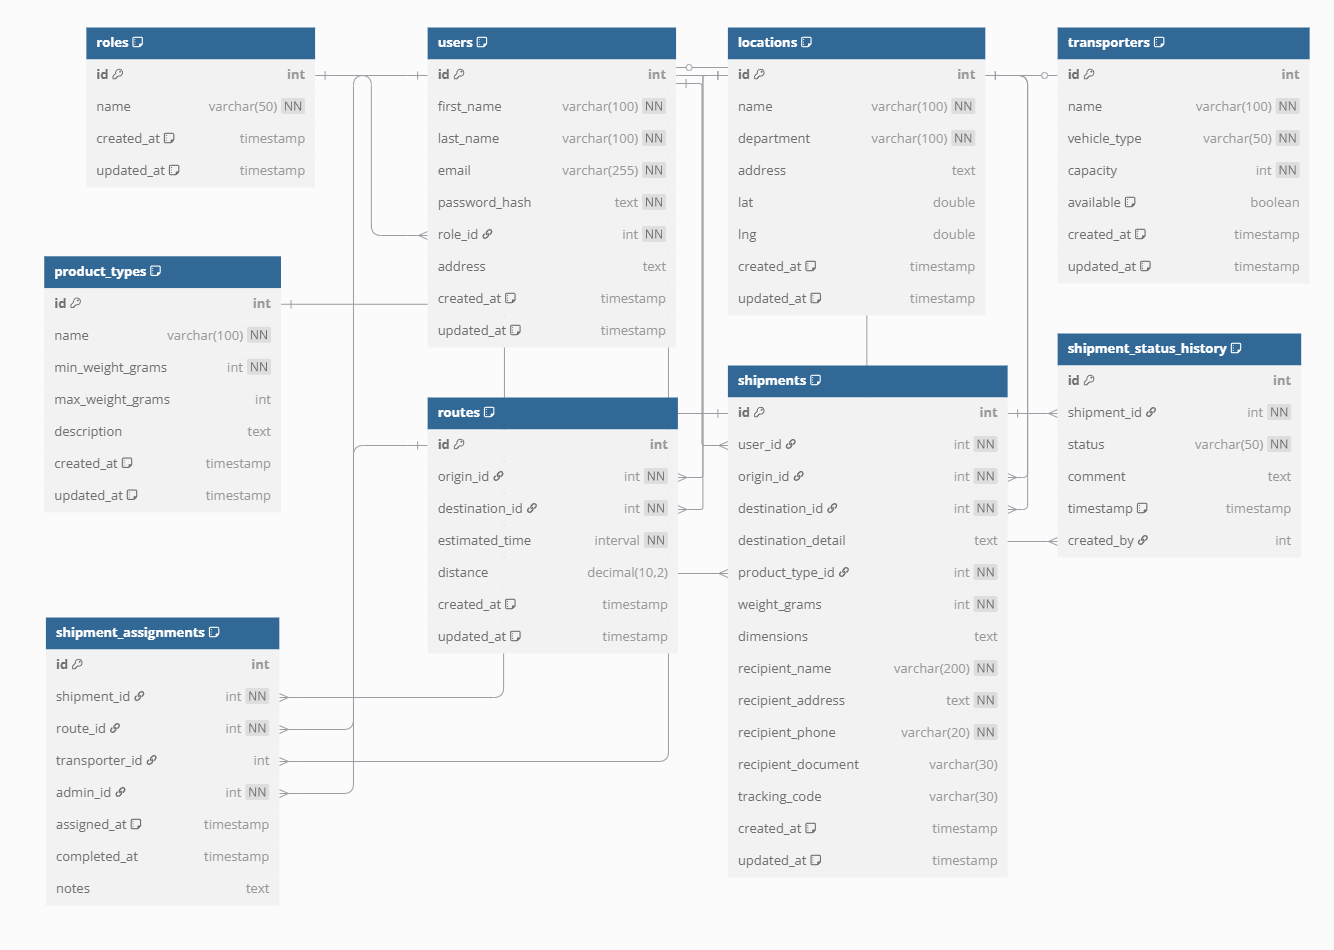 roles
id int
name varchar(50) NN
created_at timestamp
updated_at timestamp
users
id int
first_name varchar(100) NN
last_name varchar(100) NN
email varchar(255) NN
password_hash text NN
role_id int NN
address text
created_at timestamp
updated_at timestamp
locations
id int
name varchar(100) NN
department varchar(100) NN
address text
lat double
lng double
created_at timestamp
updated_at timestamp
transporters
id int
name varchar(100) NN
vehicle_type varchar(50) NN
capacity int NN
available boolean
created_at timestamp
updated_at timestamp
product_types
id int
name varchar(100) NN
min_weight_grams int NN
max_weight_grams int
description text
created_at timestamp
updated_at timestamp
routes
id int
origin_id int NN
destination_id int NN
estimated_time interval NN
distance decimal(10,2)
created_at timestamp
updated_at timestamp
shipments
id int
user_id int NN
origin_id int NN
destination_id int NN
destination_detail text
product_type_id int NN
weight_grams int NN
dimensions text
recipient_name varchar(200) NN
recipient_address text NN
recipient_phone varchar(20) NN
recipient_document varchar(30)
tracking_code varchar(30)
created_at timestamp
updated_at timestamp
shipment_status_history
id int
shipment_id int NN
status varchar(50) NN
comment text
timestamp timestamp
created_by int
shipment_assignments
id int
shipment_id int NN
route_id int NN
transporter_id int
admin_id int NN
assigned_at timestamp
completed_at timestamp
notes text